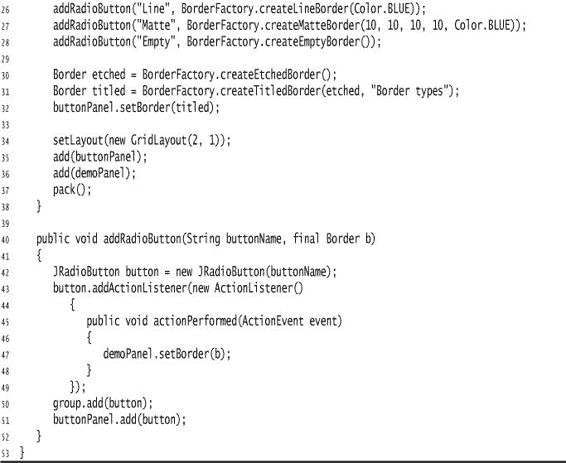 26 addRadioButton("Line", BorderFactory.createLineBorder(Color.BLUE));
27 addRadioButton("Matte", BorderFactory.createMatteBorder(10, 10, 10, 10, Color.BLUE));
28 addRadioButton("Empty", BorderFactory.createEmptyBorder());
29
30 Border etched = BorderFactory.createEtchedBorder();
31 Border titled = BorderFactory.createTitledBorder(etched, "Border types");
32 buttonPanel.setBorder(titled);
33
34 setLayout(new GridLayout(2, 1));
35 add(buttonPanel);
36 add(demoPanel);
37 pack();
38 }
39
40 public void addRadioButton(String buttonName, final Border b)
41 {
42 JRadioButton button = new JRadioButton(buttonName);
43 button.addActionListener(new ActionListener()
44 {
45 public void actionPerformed(ActionEvent event)
46 {
47 demoPanel.setBorder(b);
48 }
49 });
50 group.add(button);
51 buttonPanel.add(button);
52 }
53 }